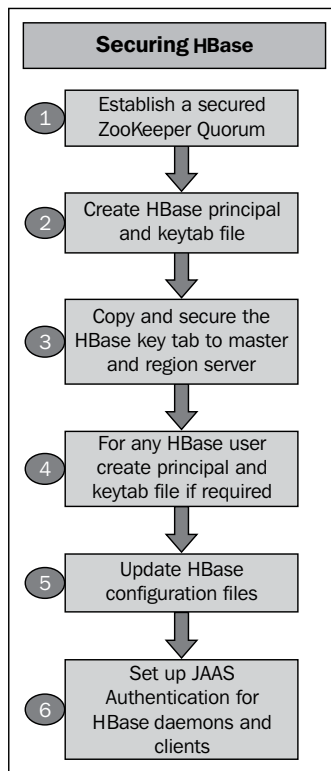 Securing HBase
1
Establish a secured
ZooKeeper Quorum
2
Create HBase principal
and keytab file
3
Copy and secure the
HBase key tab to master
and region server
4
For any HBase user
create principal and
keytab file if required
5
Update HBase
configuration files
6
Set up JAAS
Authentication for
HBase daemons and
clients